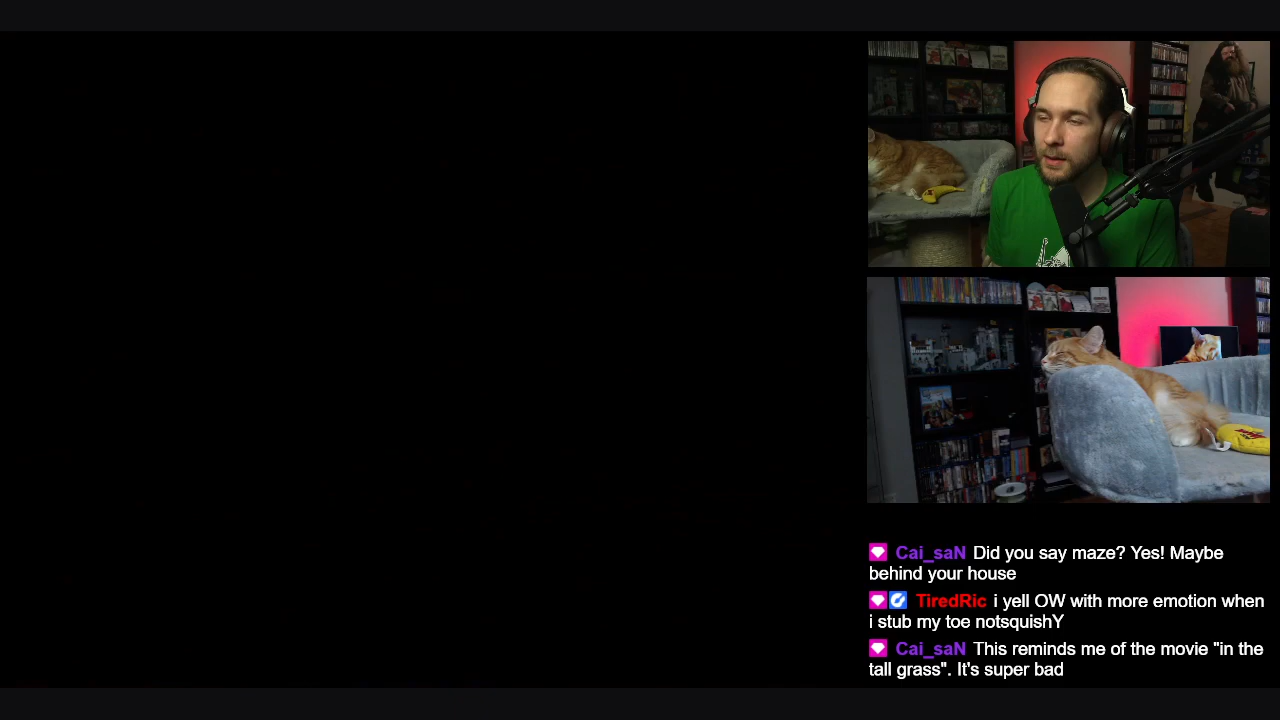 Cai_saN Did you say maze? Yes! Maybe
behind your house
TiredRic i yell OW with more emotion when
i stub my toe notsquishY
Cai_saN This reminds me of the movie "in the
tall grass". It's super bad